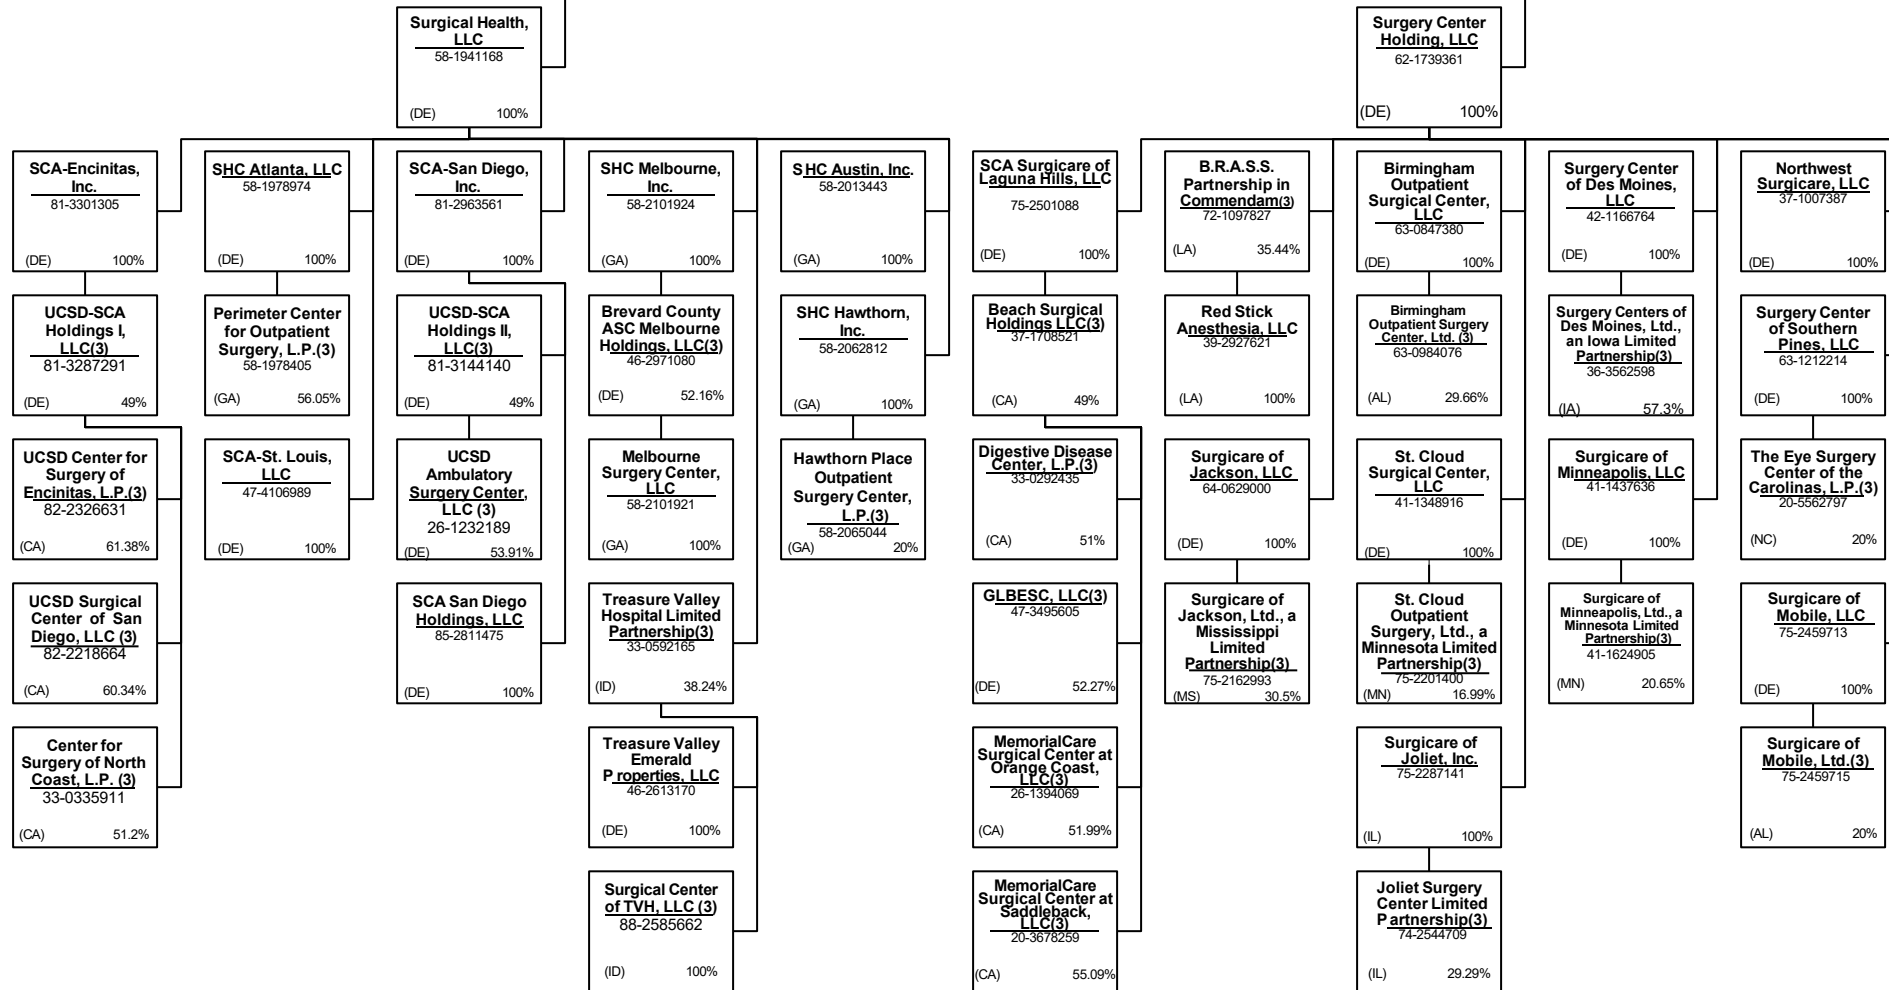 Surgical Health,
LLC
58-1941168
(DE) 100%
Surgery Center
Holding, LLC
62-1739361
(DE) 100%
SCA-Encinitas,
Inc.
81-3301305
(DE) 100%
SHC Atlanta, LLC
58-1978974
(DE) 100%
SCA-San Diego,
Inc.
81-2963561
(DE) 100%
SHC Melbourne,
Inc.
58-2101924
(GA) 100%
SHC Austin, Inc.
58-2013443
(GA) 100%
SCA Surgicare of
Laguna Hills, LLC
75-2501088
(DE) 100%
B.R.A.S.S.
Partnership in
Commendam(3)
72-1097827
(LA) 35.44%
Birmingham
Outpatient
Surgical Center,
LLC
63-0847380
(DE) 100%
Surgery Center
of Des Moines,
LLC
42-1166764
(DE) 100%
Northwest
Surgicare, LLC
37-1007387
(DE) 100%
UCSD-SCA
Holdings I,
LLC(3)
81-3287291
(DE) 49%
Perimeter Center
for Outpatient
Surgery, L.P.(3)
58-1978405
(GA) 56.05%
UCSD-SCA
Holdings II,
LLC(3)
81-3144140
(DE) 49%
Brevard County
ASC Melbourne
Holdings, LLC(3)
46-2971080
(DE) 52.16%
SHC Hawthorn,
Inc.
58-2062812
(GA) 100%
Beach Surgical
Holdings LLC(3)
37-1708521
(CA) 49%
Red Stick
Anesthesia, LLC
39-2927621
(LA) 100%
Birmingham
Outpatient Surgery
Center, Ltd. (3)
63-0984076
(AL) 29.66%
Surgery Centers of
Des Moines, Ltd.,
an Iowa Limited
Partnership(3)
36-3562598
(IA) 57.3%
Surgery Center
of Southern
Pines, LLC
63-1212214
(DE) 100%
UCSD Center for
Surgery of
Encinitas, L.P.(3)
82-2326631
(CA) 61.38%
SCA-St. Louis,
LLC
47-4106989
(DE) 100%
UCSD
Ambulatory
Surgery Center,
LLC (3)
26-1232189
(DE) 53.91%
Melbourne
Surgery Center,
LLC
58-2101921
(GA) 100%
Hawthorn Place
Outpatient
Surgery Center,
L.P.(3)
58-2065044
(GA) 20%
Digestive Disease
Center, L.P.(3)
33-0292435
(CA) 51%
Surgicare of
Jackson, LLC
64-0629000
(DE) 100%
St. Cloud
Surgical Center,
LLC
41-1348916
(DE) 100%
Surgicare of
Minneapolis, LLC
41-1437636
(DE) 100%
The Eye Surgery
Center of the
Carolinas, L.P.(3)
20-5562797
(NC) 20%
UCSD Surgical
Center of San
Diego, LLC (3)
82-2218664
(CA) 60.34%
SCA San Diego
Holdings, LLC
85-2811475
(DE) 100%
Treasure Valley
Hospital Limited
Partnership(3)
33-0592165
(ID) 38.24%
GLBESC, LLC(3)
47-3495605
(DE) 52.27%
Surgicare of
Jackson, Ltd., a
Mississippi
Limited
Partnership(3)
75-2162993
(MS) 30.5%
St. Cloud
Outpatient
Surgery, Ltd., a
Minnesota Limited
Partnership(3)
75-2201400
(MN) 16.99%
Surgicare of
Minneapolis, Ltd., a
Minnesota Limited
Partnership(3)
41-1624905
(MN) 20.65%
Surgicare of
Mobile, LLC
75-2459713
(DE) 100%
Center for
Surgery of North
Coast, L.P. (3)
33-0335911
(CA) 51.2%
Treasure Valley
Emerald
Properties, LLC
46-2613170
(DE) 100%
MemorialCare
Surgical Center at
Orange Coast,
LLC(3)
26-1394069
(CA) 51.99%
Surgicare of
Joliet, Inc.
75-2287141
(IL) 100%
Surgicare of
Mobile, Ltd.(3)
75-2459715
(AL) 20%
Surgical Center
of TVH, LLC (3)
88-2585662
(ID) 100%
MemorialCare
Surgical Center at
Saddleback,
LLC(3)
20-3678259
(CA) 55.09%
Joliet Surgery
Center Limited
Partnership(3)
74-2544709
(IL) 29.29%